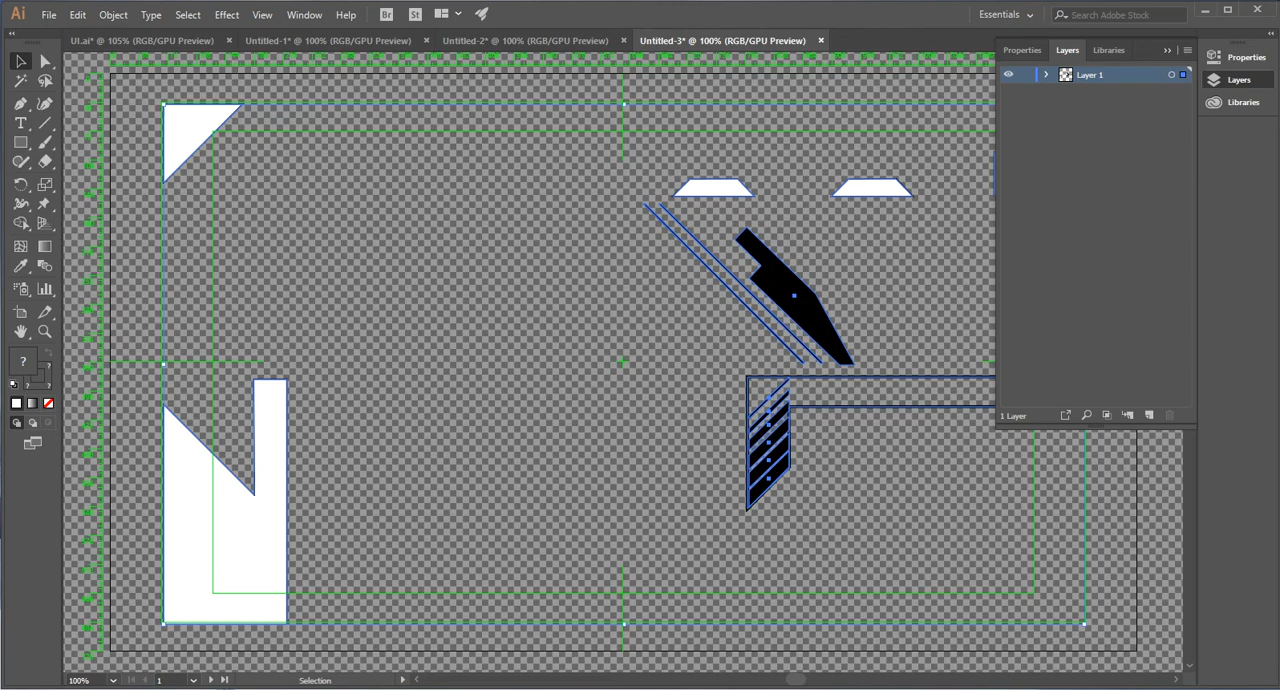 Ai File Edit Object Type Select Effect View Window Help Br St Essentials Search Adobe Stock
UI.ai* @ 105% (RGB/GPU Preview) × Untitled-1* @ 100% (RGB/GPU Preview) × Untitled-2* @ 100% (RGB/GPU Preview) × Untitled-3* @ 100% (RGB/GPU Preview) ×
Properties Layers Libraries
Layer 1
1 Layer
Properties
Layers
Libraries
100% 1 Selection